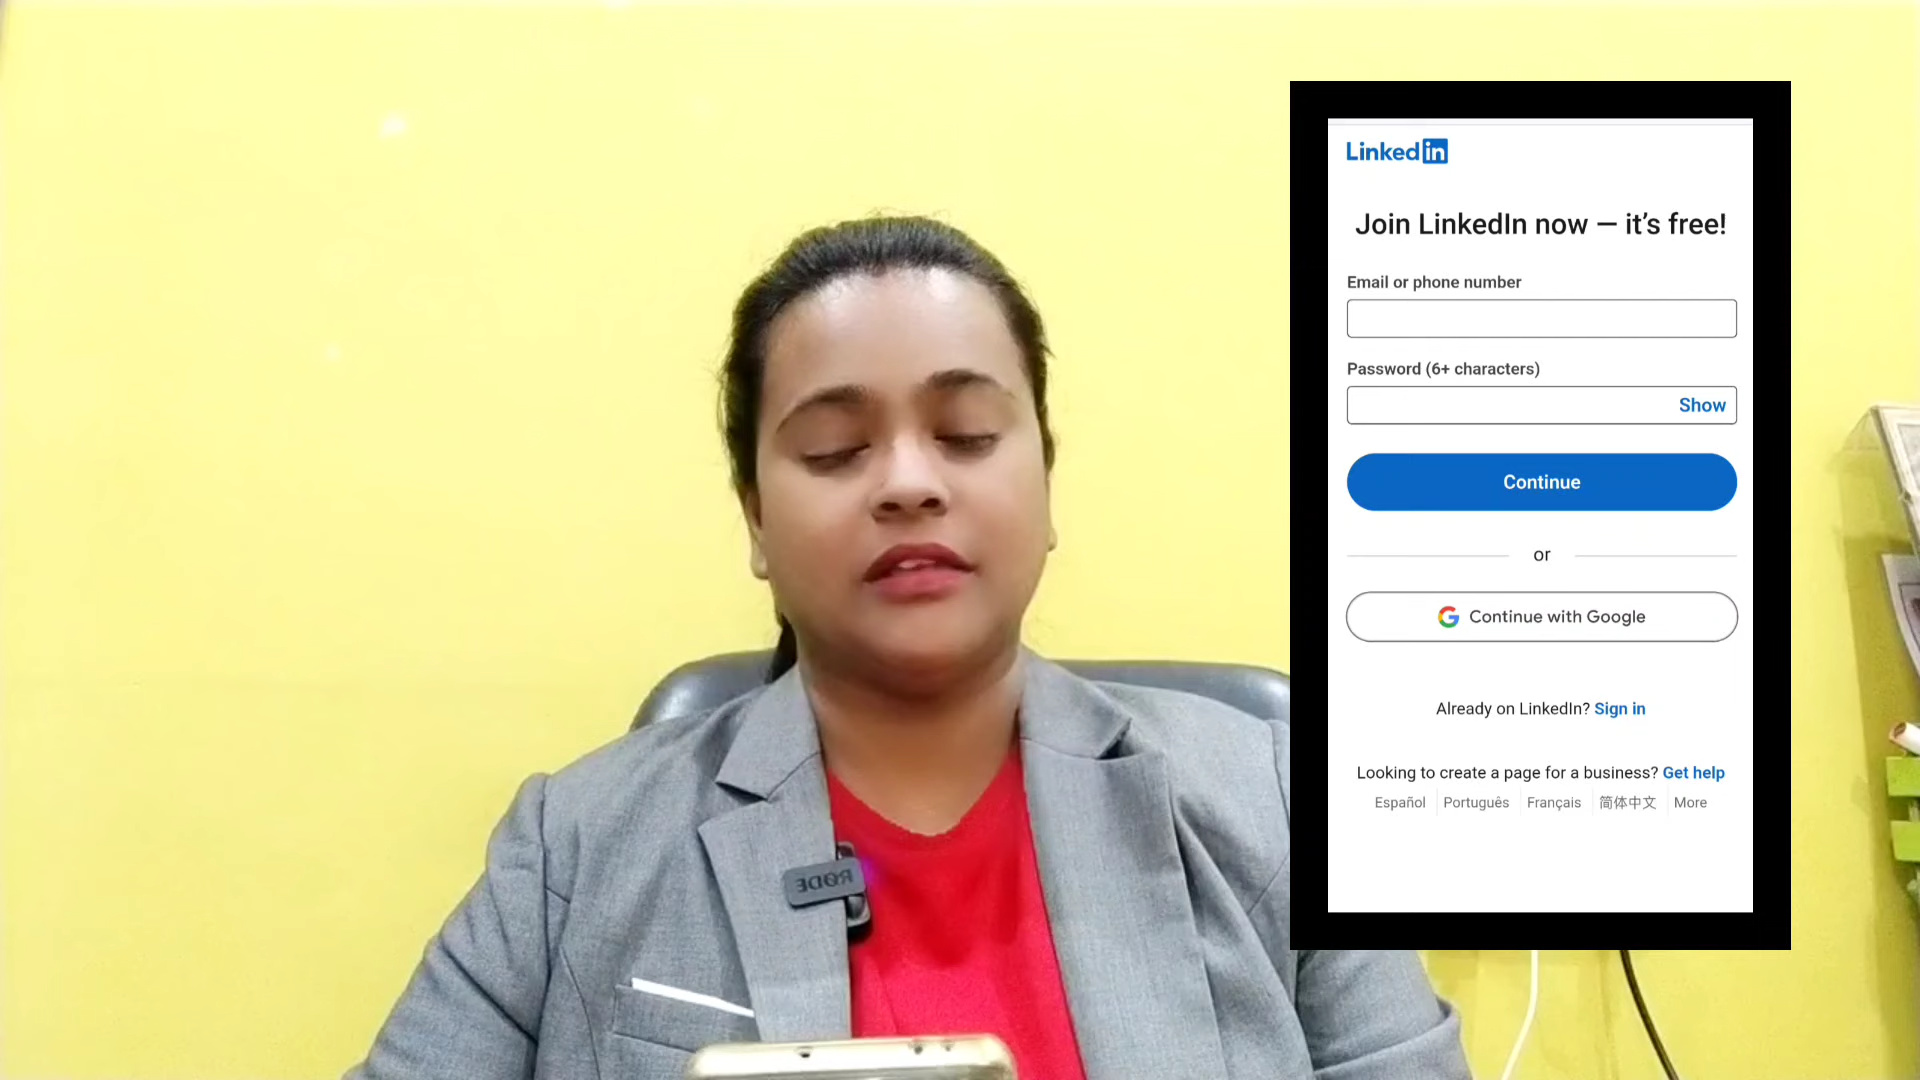 RØDE
LinkedIn
Join LinkedIn now — it’s free!
Email or phone number
Password (6+ characters)
Show
Continue
or
Continue with Google
Already on LinkedIn? Sign in
Looking to create a page for a business? Get help
Español Português Français 简体中文 More